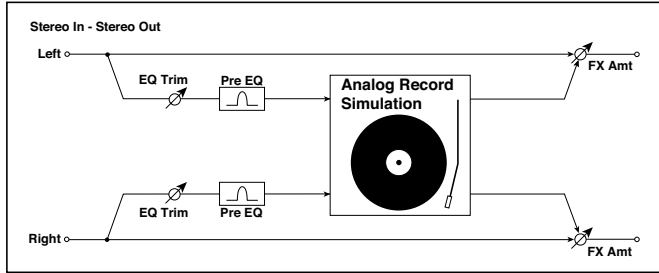 Stereo In - Stereo Out
Left
FX Amt
EQ Trim
Pre EQ
Analog Record
Simulation
EQ Trim
Pre EQ
Right
FX Amt